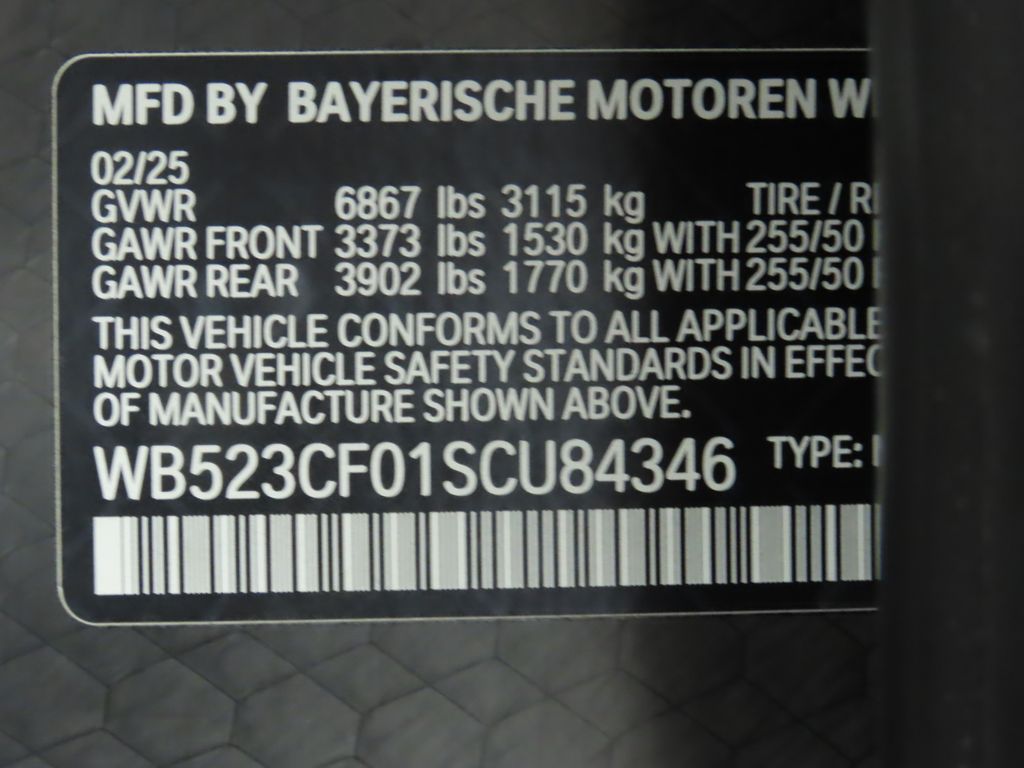 MFD BY BAYERISCHE MOTOREN
02/25
GVWR 6867 lbs 3115 kg TIRE /
GAWR FRONT 3373 lbs 1530 kg WITH 255/50
GAWR REAR 3902 lbs 1770 kg WITH 255/50
THIS VEHICLE CONFORMS TO ALL APPLICABLE
MOTOR VEHICLE SAFETY STANDARDS IN
OF MANUFACTURE SHOWN ABOVE.
WB523CF01SCU84346 TYPE: